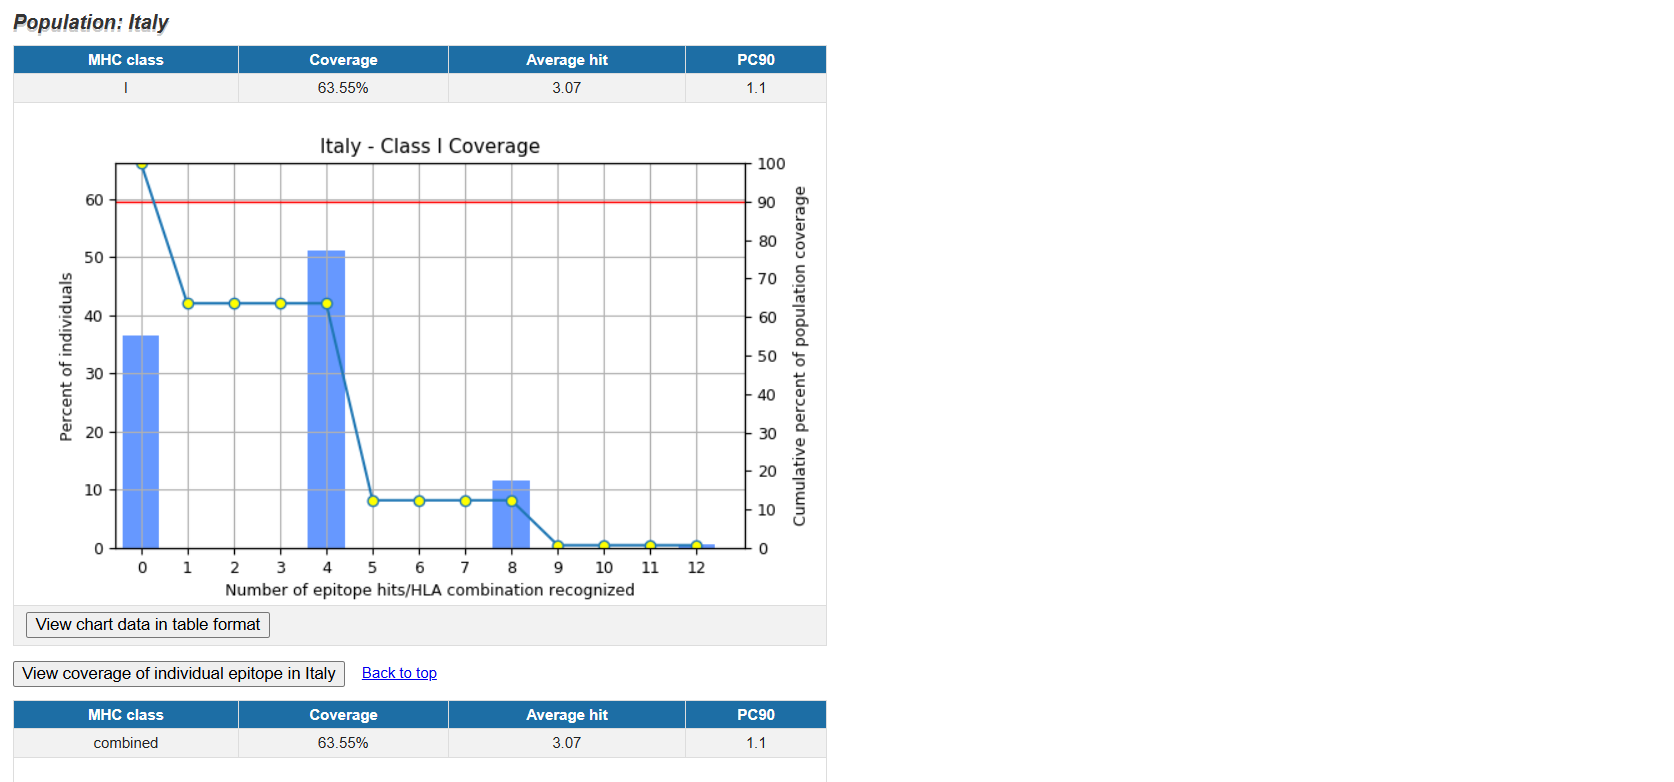 Population: Italy
MHC class Coverage Average hit PC90
I 63.55% 3.07 1.1
Italy - Class I Coverage
100
60 90
80
50
70
40 60
50
30
40
20 30
20
10
10
0 0
Percent of individuals
Cumulative percent of population coverage
0 1 2 3 4 5 6 7 8 9 10 11 12
Number of epitope hits/HLA combination recognized
View chart data in table format
View coverage of individual epitope in Italy Back to top
MHC class Coverage Average hit PC90
combined 63.55% 3.07 1.1